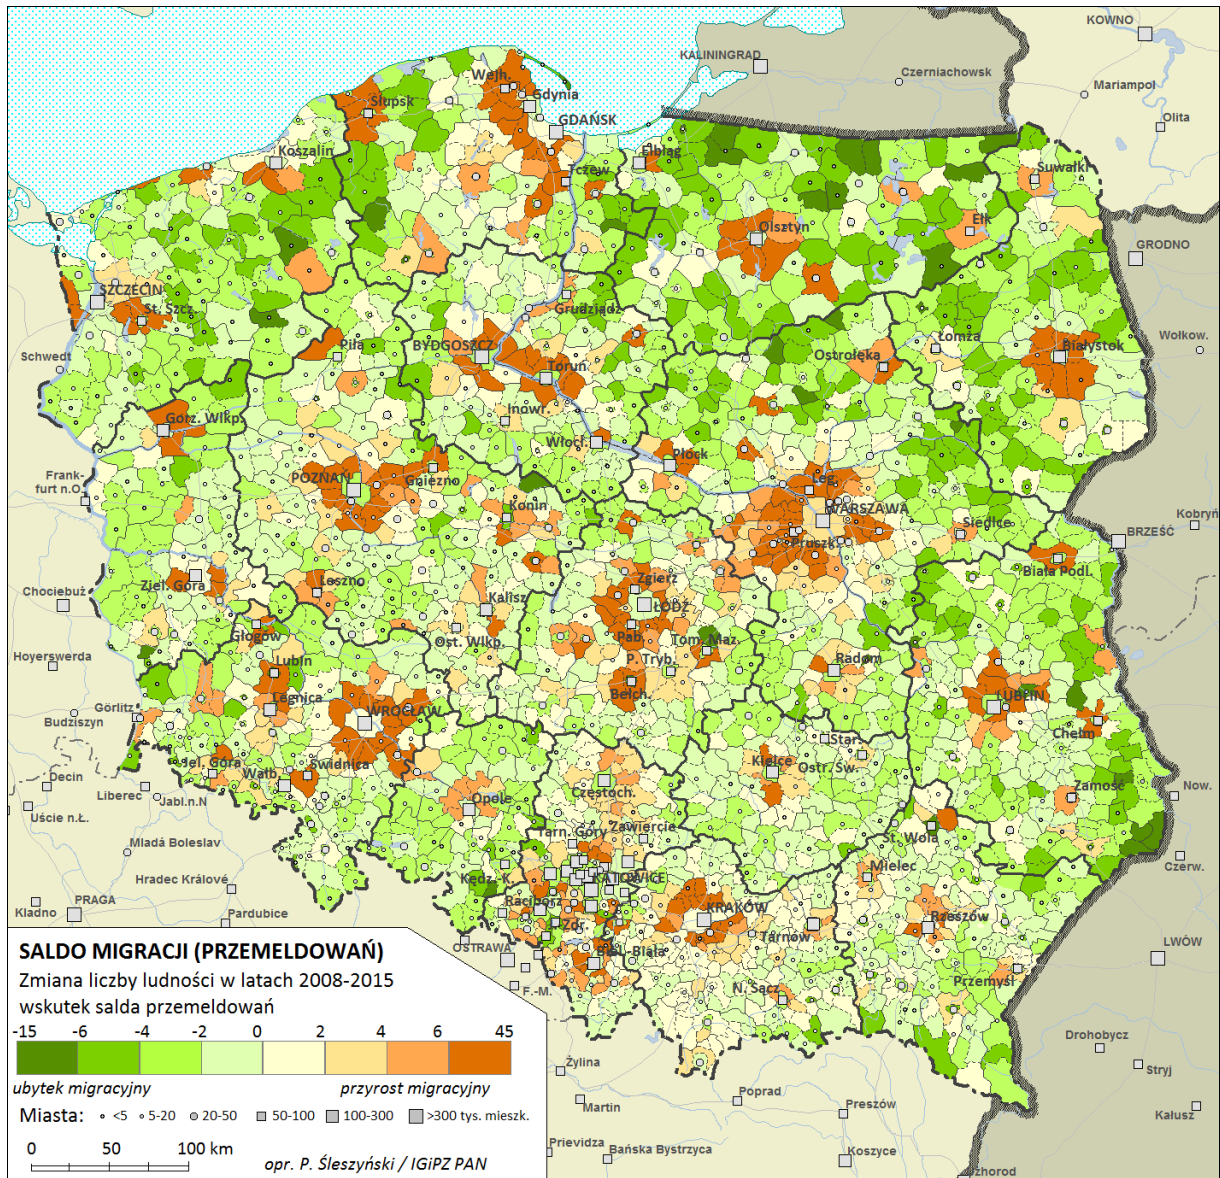 KOWNO
KALININGRAD
Czerniachowsk
Mariampol
Olita
Wejh.
Gdynia
Słupsk
GDAŃSK
Koszalin
Elbląg
Tczew
Suwałki
Olsztyn
Ełk
GRODNO
SZCZECIN
St. Szcz.
Grudziądz
Wołkow.
Schwedt
Piła
BYDGOSZCZ
Łomża
Ostrołęka
Białystok
Toruń
Gorz. Wlkp.
Inowr.
Włocł.
Płock
Frank-
furt n.O.
POZNAŃ
Gniezno
Leg.
Konin
WARSZAWA
Kobryń
Siedlce
BRZEŚĆ
Pruszk.
Biała Podl.
Chociebuż
Ziel. Góra
Leszno
Zgierz
Kalisz
ŁÓDŹ
Głogów
Ost. Wlkp.
Pab.
Tom. Maz.
Hoyerswerda
Lubin
P. Tryb.
Radom
Legnica
Bełch.
LUBLIN
Görlitz
Budziszyn
WROCŁAW
Chełm
Star.
Jel. Góra
Świdnica
Wałb.
Kielce
Ostr. Św.
Decin
Liberec
Jabl.n.N
Częstoch.
Opole
Zamość
Now.
Uście n.Ł.
Tarn. Góry
Zawiercie
St. Wola
Mladá Boleslav
Czerw.
Hradec Králové
Kędz.-K.
KATOWICE
Mielec
PRAGA
Kladno
Pardubice
Racibórz
KRAKÓW
Rzeszów
J. Zdr.
Tarnów
OSTRAWA
Biel.-Biała
LWÓW
F.-M.
N. Sącz
Przemyśl
SALDO MIGRACJI (PRZEMELDOWAŃ)
Zmiana liczby ludności w latach 2008-2015
wskutek salda przemeldowań
-15 -6 -4 -2 0 2 4 6 45
ubytek migracyjny przyrost migracyjny
Miasta: <5 5-20 20-50 50-100 100-300 >300 tys. mieszk.
0 50 100 km
opr. P. Śleszyński / IGiPZ PAN
Żylina
Drohobycz
Stryj
Poprad
Martin
Preszów
Kałusz
Prievidza
Bańska Bystrzyca
Koszyce
Użhorod